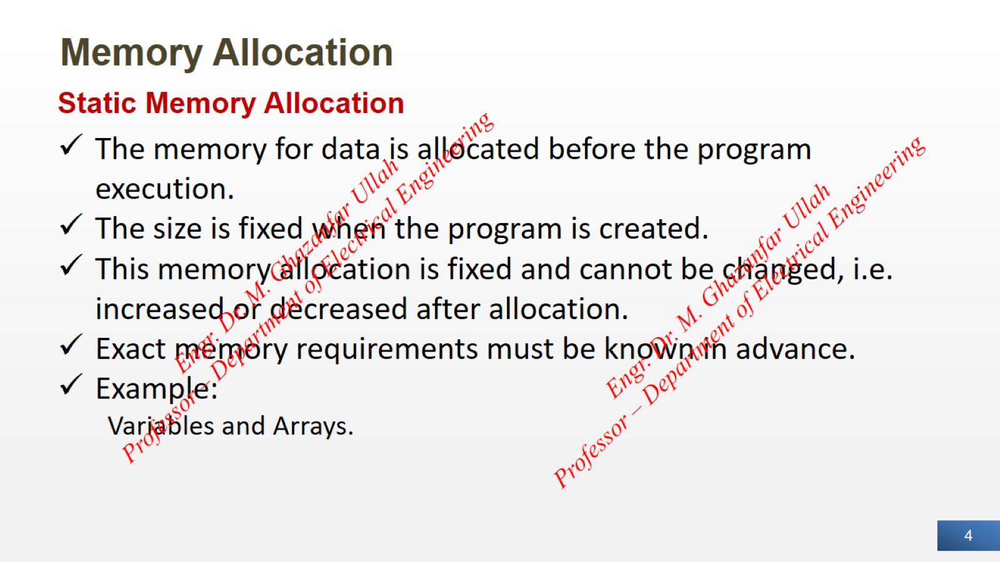 Memory Allocation
Static Memory Allocation
✓ The memory for data is allocated before the program
execution.
✓ The size is fixed when the program is created.
✓ This memory allocation is fixed and cannot be changed, i.e.
increased or decreased after allocation.
✓ Exact memory requirements must be known in advance.
✓ Example:
Variables and Arrays.
Engr. Dr. M. Ghazanfar Ullah
Professor – Department of Electrical Engineering
Engr. Dr. M. Ghazanfar Ullah
Professor – Department of Electrical Engineering
4